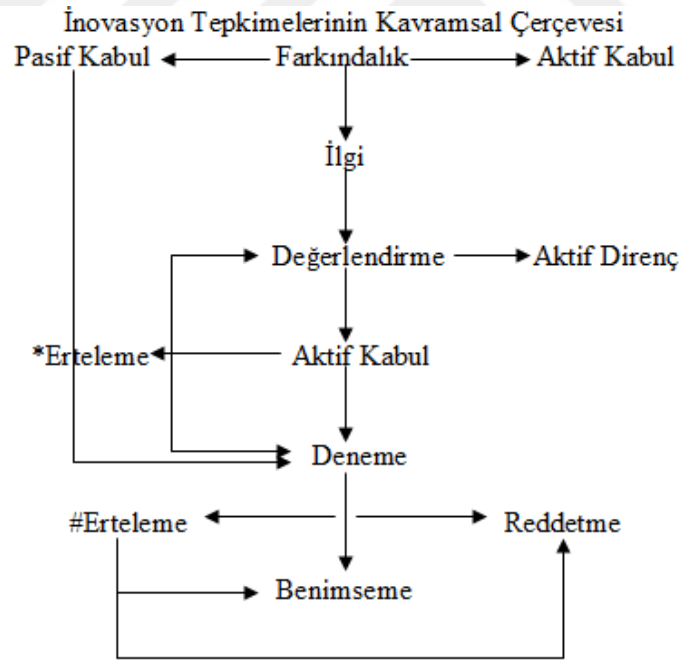 İnovasyon Tepkimelerinin Kavramsal Çerçevesi
Pasif Kabul Farkındalık Aktif Kabul
İlgi
Değerlendirme Aktif Direnç
*Erteleme Aktif Kabul
Deneme
#Erteleme Reddetme
Benimseme